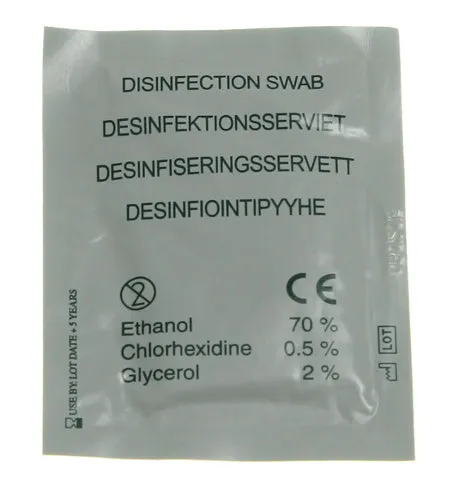 DISINFECTION SWAB
DESINFEKTIONSSERVIET
DESINFISERINGSSERVETT
DESINFIOINTIPYYHE
2
CE
Ethanol 70 %
Chlorhexidine 0.5 %
Glycerol 2 %
USE BY: LOT DATE + 5 YEARS
LOT